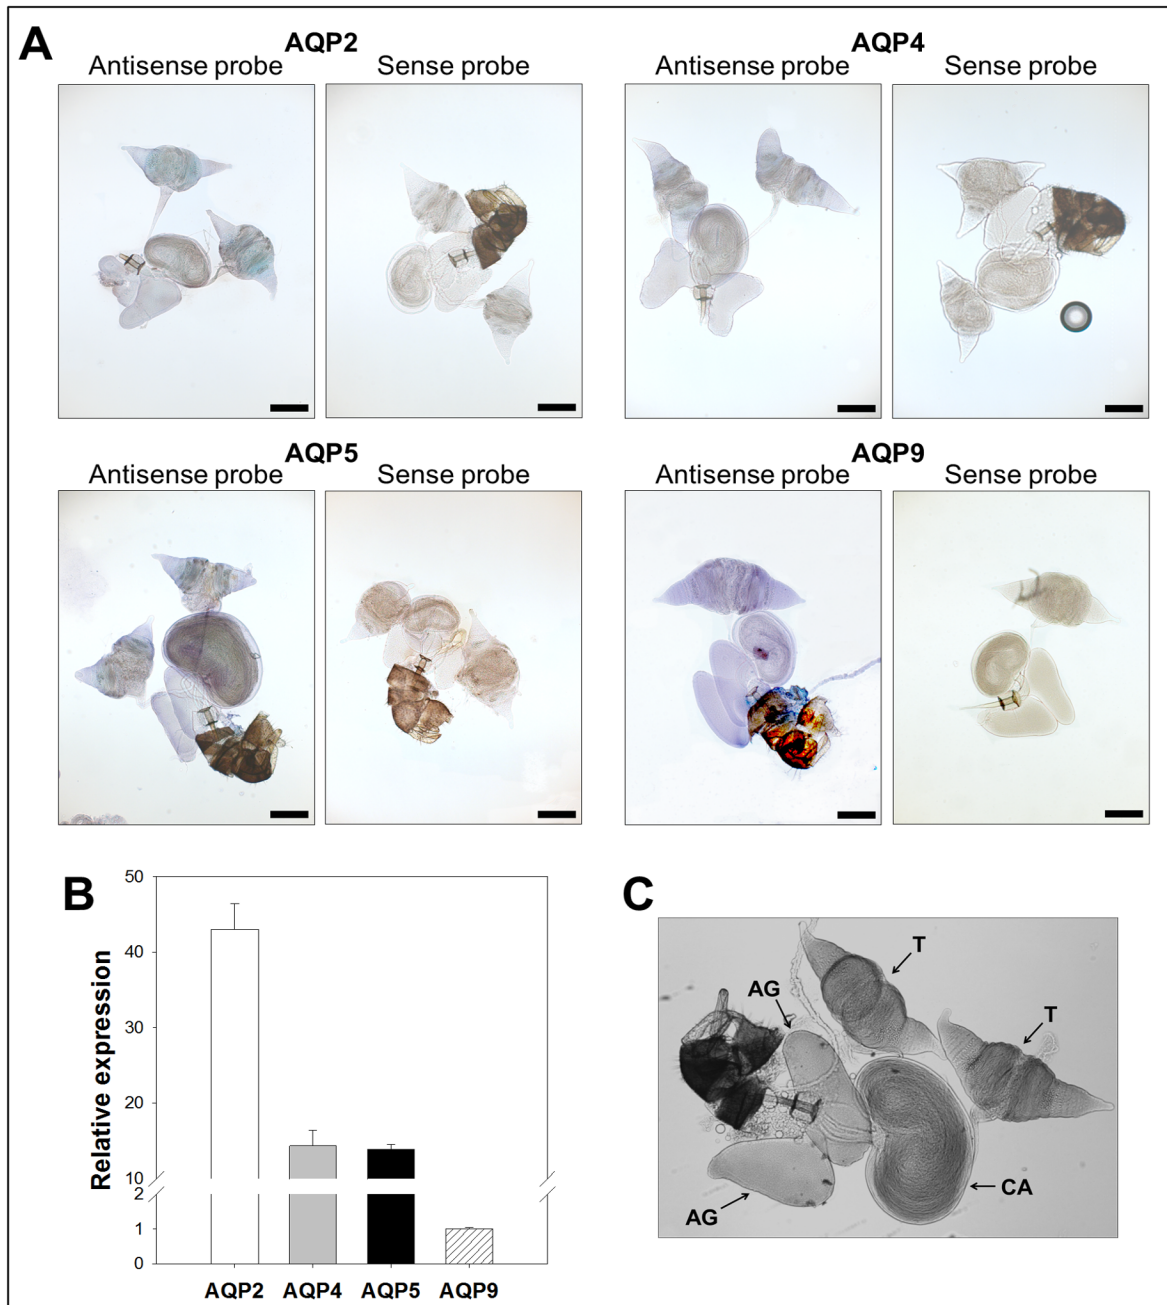 A
AQP2
Antisense probe
Sense probe
AQP4
Antisense probe
Sense probe
AQP5
Antisense probe
Sense probe
AQP9
Antisense probe
Sense probe
B
Relative expression
50
40
30
20
10
2
1
0
AQP2 AQP4 AQP5 AQP9
C
T
AG
T
CA
AG